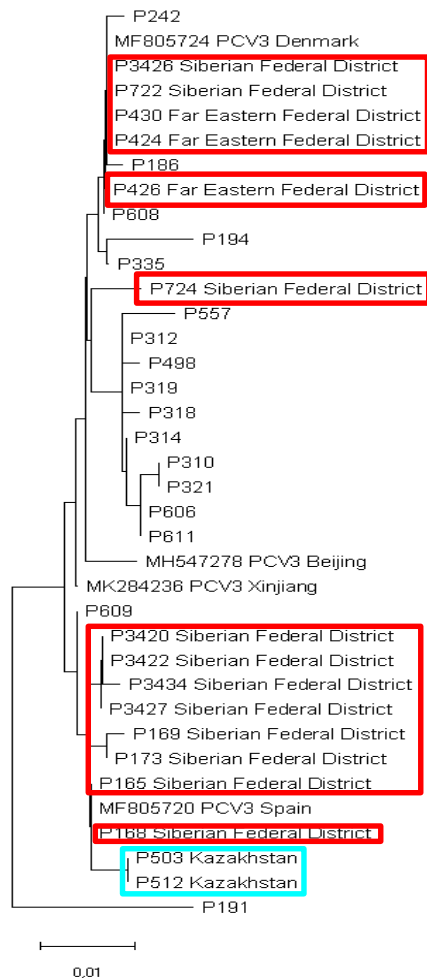 P242
MF805724 PCV3 Denmark
P3426 Siberian Federal District
P722 Siberian Federal District
P430 Far Eastern Federal District
P424 Far Eastern Federal District
P186
P426 Far Eastern Federal District
P608
P194
P335
P724 Siberian Federal District
P557
P312
P498
P319
P318
P314
P310
P321
P606
P611
MH547278 PCV3 Beijing
MK284236 PCV3 Xinjiang
P609
P3420 Siberian Federal District
P3422 Siberian Federal District
P3434 Siberian Federal District
P3427 Siberian Federal District
P169 Siberian Federal District
P173 Siberian Federal District
P165 Siberian Federal District
MF805720 PCV3 Spain
P168 Siberian Federal District
P503 Kazakhstan
P512 Kazakhstan
P191
0,01